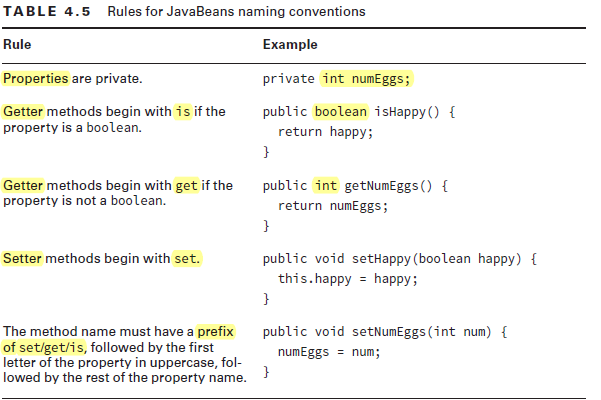 TABLE 4.5 Rules for JavaBeans naming conventions
Rule Example
Properties are private. private int numEggs;
Getter methods begin with is if the
property is a boolean.
public boolean isHappy() {
return happy;
}
Getter methods begin with get if the
property is not a boolean.
public int getNumEggs() {
return numEggs;
}
Setter methods begin with set.
public void setHappy(boolean happy) {
this.happy = happy;
}
The method name must have a prefix
of set/get/is, followed by the first
letter of the property in uppercase, fol-
lowed by the rest of the property name.
public void setNumEggs(int num) {
numEggs = num;
}